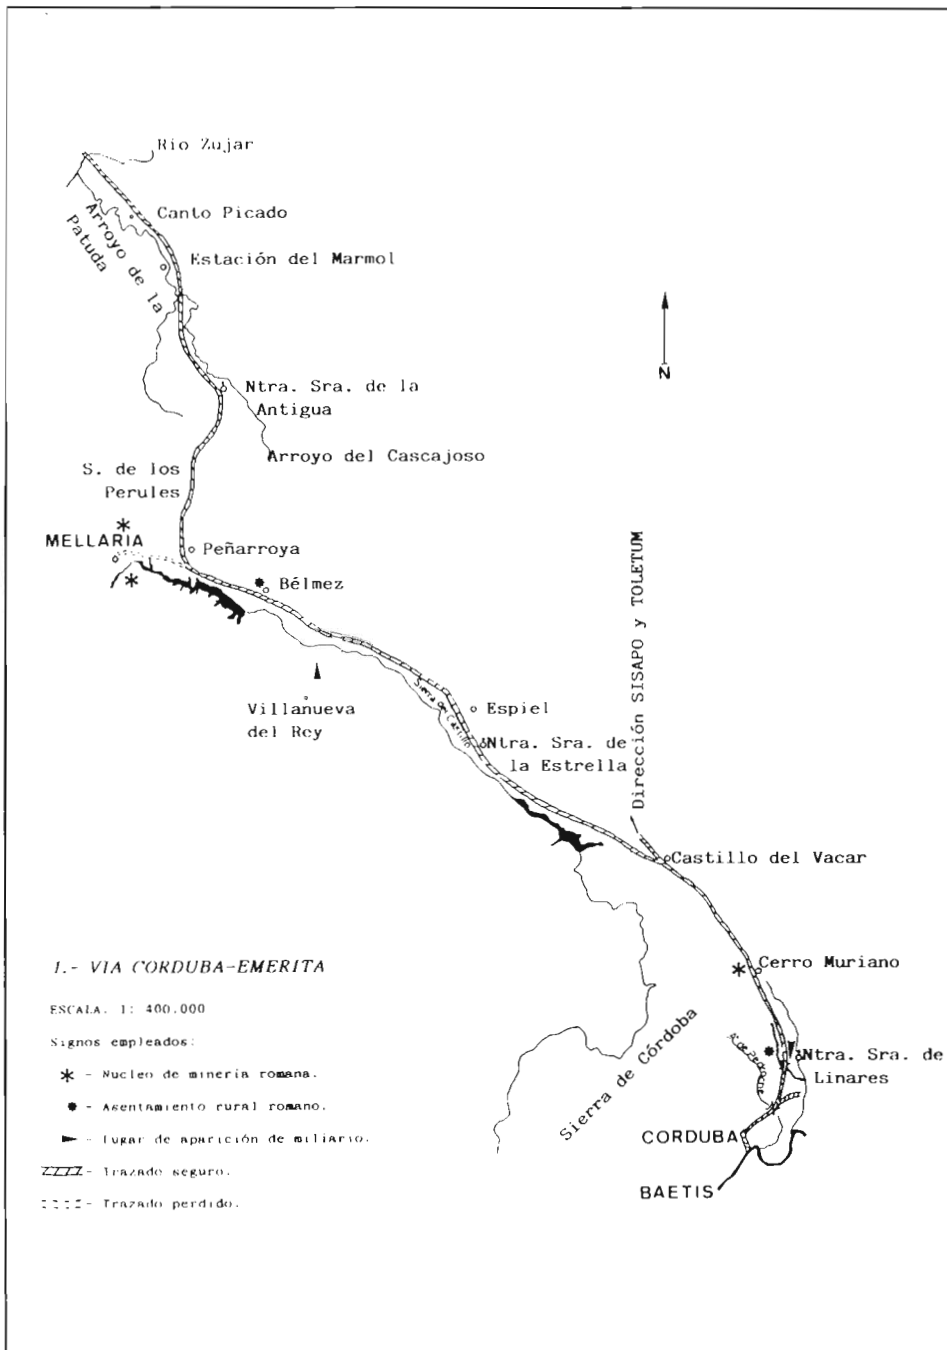 Rio Zujar
Canto Picado
Arroyo de la
Patuda
Estación del Marmol
N
Ntra. Sra. de la
Antigua
Arroyo del Cascajoso
S. de los
Perules
MELLARIA
Peñarroya
Bélmez
Dirección SISAPO y TOLETUM
Villanueva
del Rey
Sierra del Castillo
Espiel
Ntra. Sra. de
la Estrella
Castillo del Vacar
Cerro Muriano
Sierra de Córdoba
Ntra. Sra. de
Linares
CORDUBA
BAETIS
1.- VIA CORDUBA-EMERITA
ESCALA. 1: 400.000
Signos empleados:
- Nucleo de minería romana.
- Asentamiento rural romano.
- Lugar de aparición de miliario.
- Trazado seguro.
- Trazado perdido.